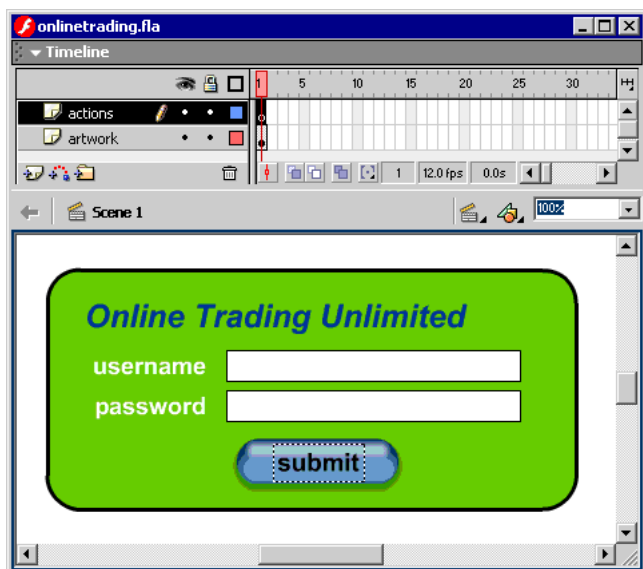 onlinetrading.fla
Timeline
1 5 10 15 20 25 30
actions
artwork
1 12.0 fps 0.0s
Scene 1 100%
Online Trading Unlimited
username
password
submit